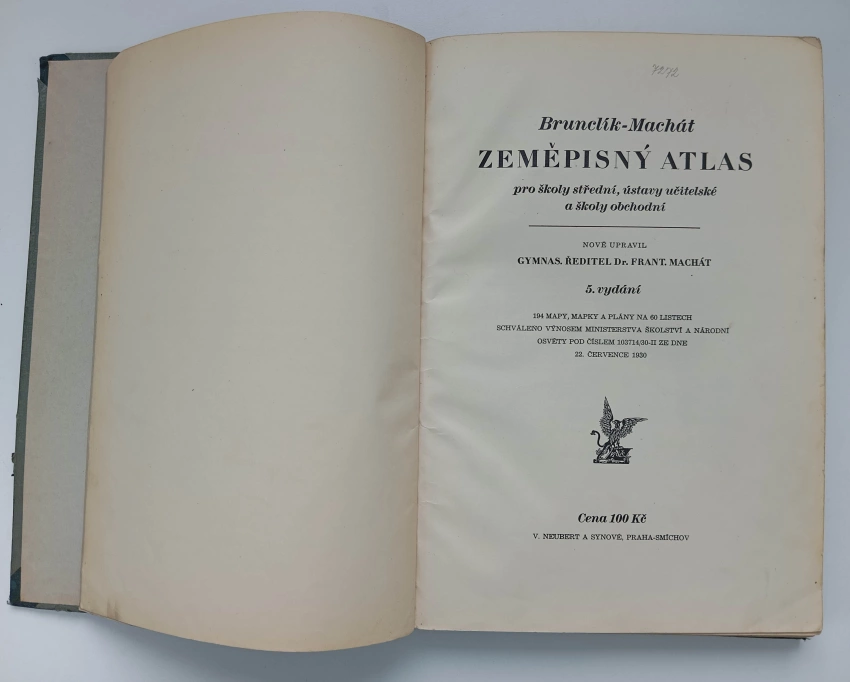 7272
Brunclík-Machát
ZEMĚPISNÝ ATLAS
pro školy střední, ústavy učitelské
a školy obchodní
NOVĚ UPRAVIL
GYMNAS. ŘEDITEL Dr. FRANT. MACHÁT
5. vydání
194 MAPY, MAPKY A PLÁNY NA 60 LISTECH
SCHVÁLENO VÝNOSEM MINISTERSTVA ŠKOLSTVÍ A NÁRODNÍ
OSVĚTY POD ČÍSLEM 103714/30-II ZE DNE
22. ČERVENCE 1930
Cena 100 Kč
V. NEUBERT A SYNOVÉ, PRAHA-SMÍCHOV